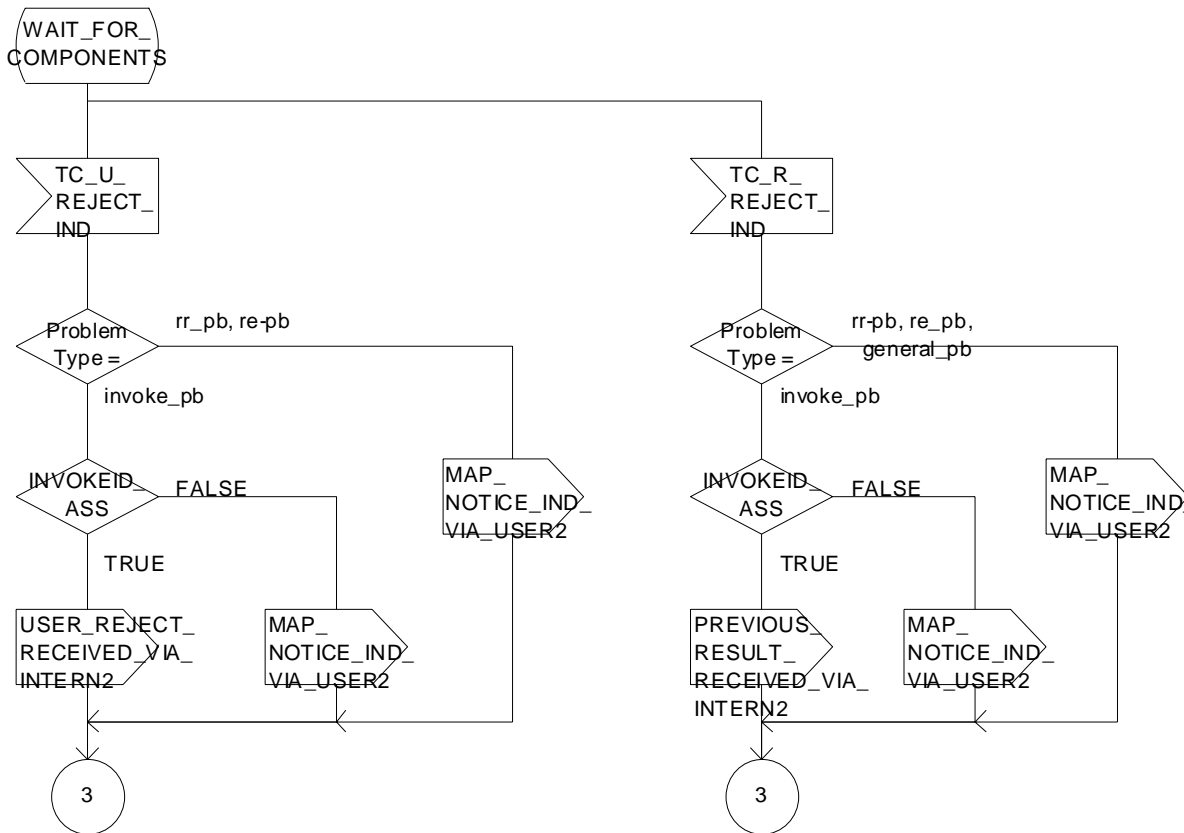 WAIT_FOR_
COMPONENTS
TC_U_
REJECT_
IND
TC_R_
REJECT_
IND
Problem
Type =
rr_pb, re-pb
invoke_pb
Problem
Type =
rr-pb, re_pb,
general_pb
invoke_pb
INVOKEID_
ASS
FALSE
TRUE
MAP_
NOTICE_IND_
VIA_USER2
INVOKEID_
ASS
FALSE
TRUE
MAP_
NOTICE_IND_
VIA_USER2
USER_REJECT_
RECEIVED_VIA_
INTERN2
MAP_
NOTICE_IND_
VIA_USER2
PREVIOUS_
RESULT_
RECEIVED_VIA_
INTERN2
MAP_
NOTICE_IND_
VIA_USER2
3
3